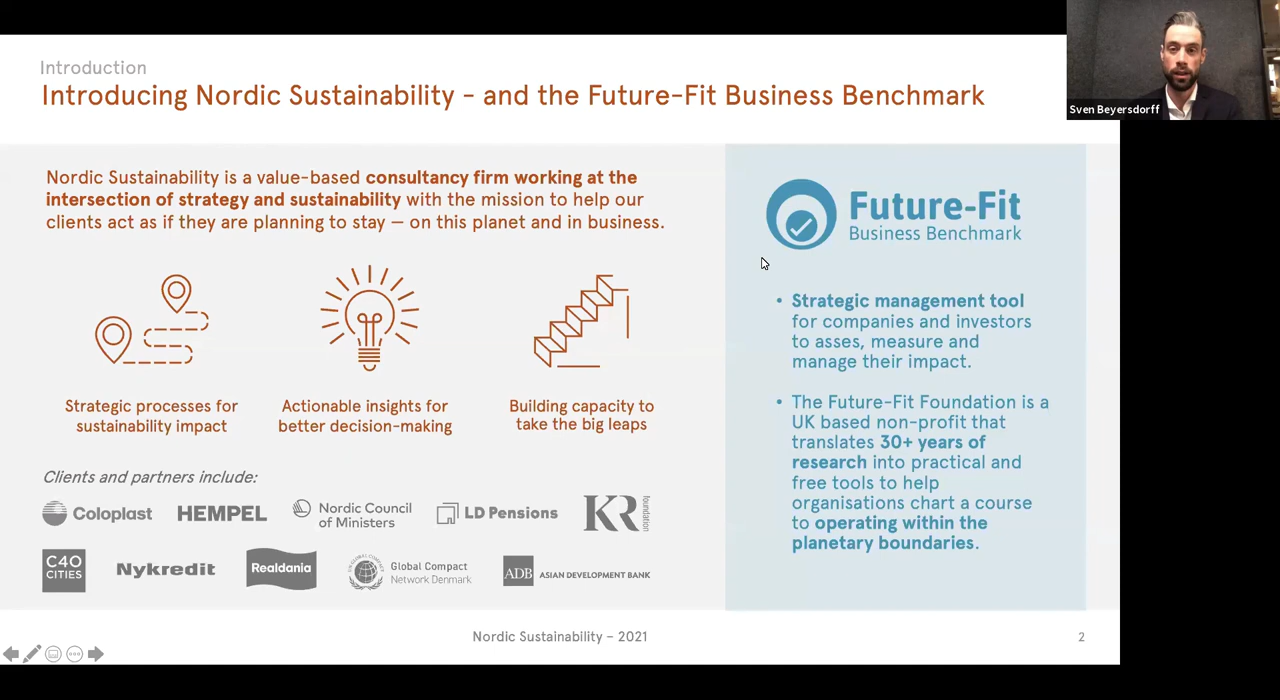 Introduction
Introducing Nordic Sustainability - and the Future-Fit Business Benchmark
Sven Beyersdorff
Nordic Sustainability is a value-based consultancy firm working at the
intersection of strategy and sustainability with the mission to help our
clients act as if they are planning to stay — on this planet and in business.
Strategic processes for
sustainability impact
Actionable insights for
better decision-making
Building capacity to
take the big leaps
Clients and partners include:
Coloplast
HEMPEL
Nordic Council
of Ministers
LD Pensions
KR
foundation
C40
CITIES
Nykredit
Realdania
Global Compact
Network Denmark
ADB
ASIAN DEVELOPMENT BANK
Future-Fit
Business Benchmark
• Strategic management tool
for companies and investors
to asses, measure and
manage their impact.
• The Future-Fit Foundation is a
UK based non-profit that
translates 30+ years of
research into practical and
free tools to help
organisations chart a course
to operating within the
planetary boundaries.
Nordic Sustainability – 2021
2